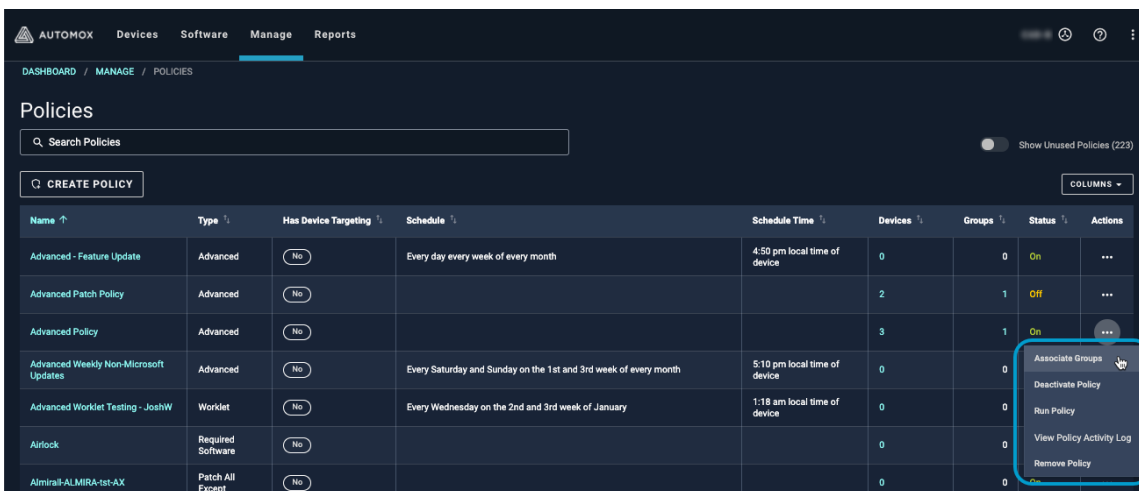 AUTOMOX Devices Software Manage Reports
DASHBOARD / MANAGE / POLICIES
Policies
Search Policies
Show Unused Policies (223)
CREATE POLICY
COLUMNS
Name Type Has Device Targeting Schedule Schedule Time Devices Groups Status Actions
Advanced - Feature Update Advanced No Every day every week of every month 4:50 pm local time of device 0 0 On
Advanced Patch Policy Advanced No 2 1 Off
Advanced Policy Advanced No 3 1 On
Advanced Weekly Non-Microsoft Updates Advanced No Every Saturday and Sunday on the 1st and 3rd week of every month 5:10 pm local time of device 0 0
Advanced Worklet Testing - JoshW Worklet No Every Wednesday on the 2nd and 3rd week of January 1:18 am local time of device 0 0
Airlock Required Software No 0 0
Almirall-ALMIRA-tst-AX Patch All Except No 0 0 On
Associate Groups
Deactivate Policy
Run Policy
View Policy Activity Log
Remove Policy